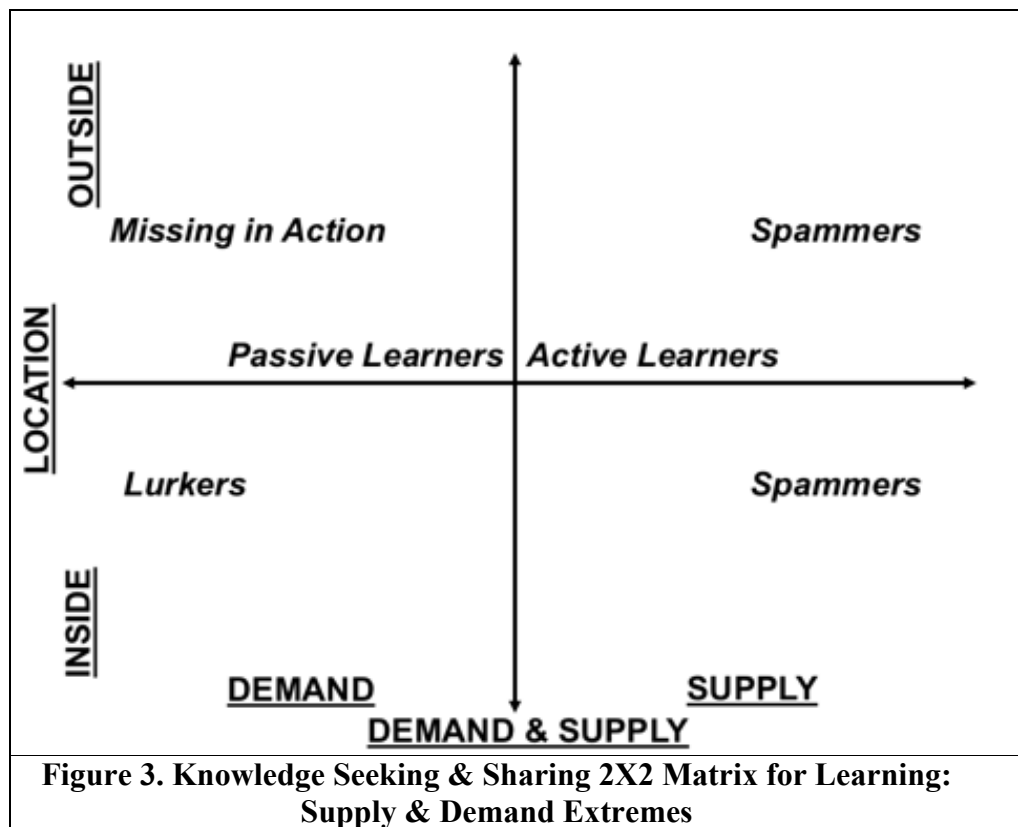 OUTSIDE
Missing in Action
Spammers
LOCATION
Passive Learners
Active Learners
Lurkers
Spammers
INSIDE
DEMAND
SUPPLY
DEMAND & SUPPLY
Figure 3. Knowledge Seeking & Sharing 2X2 Matrix for Learning:
Supply & Demand Extremes